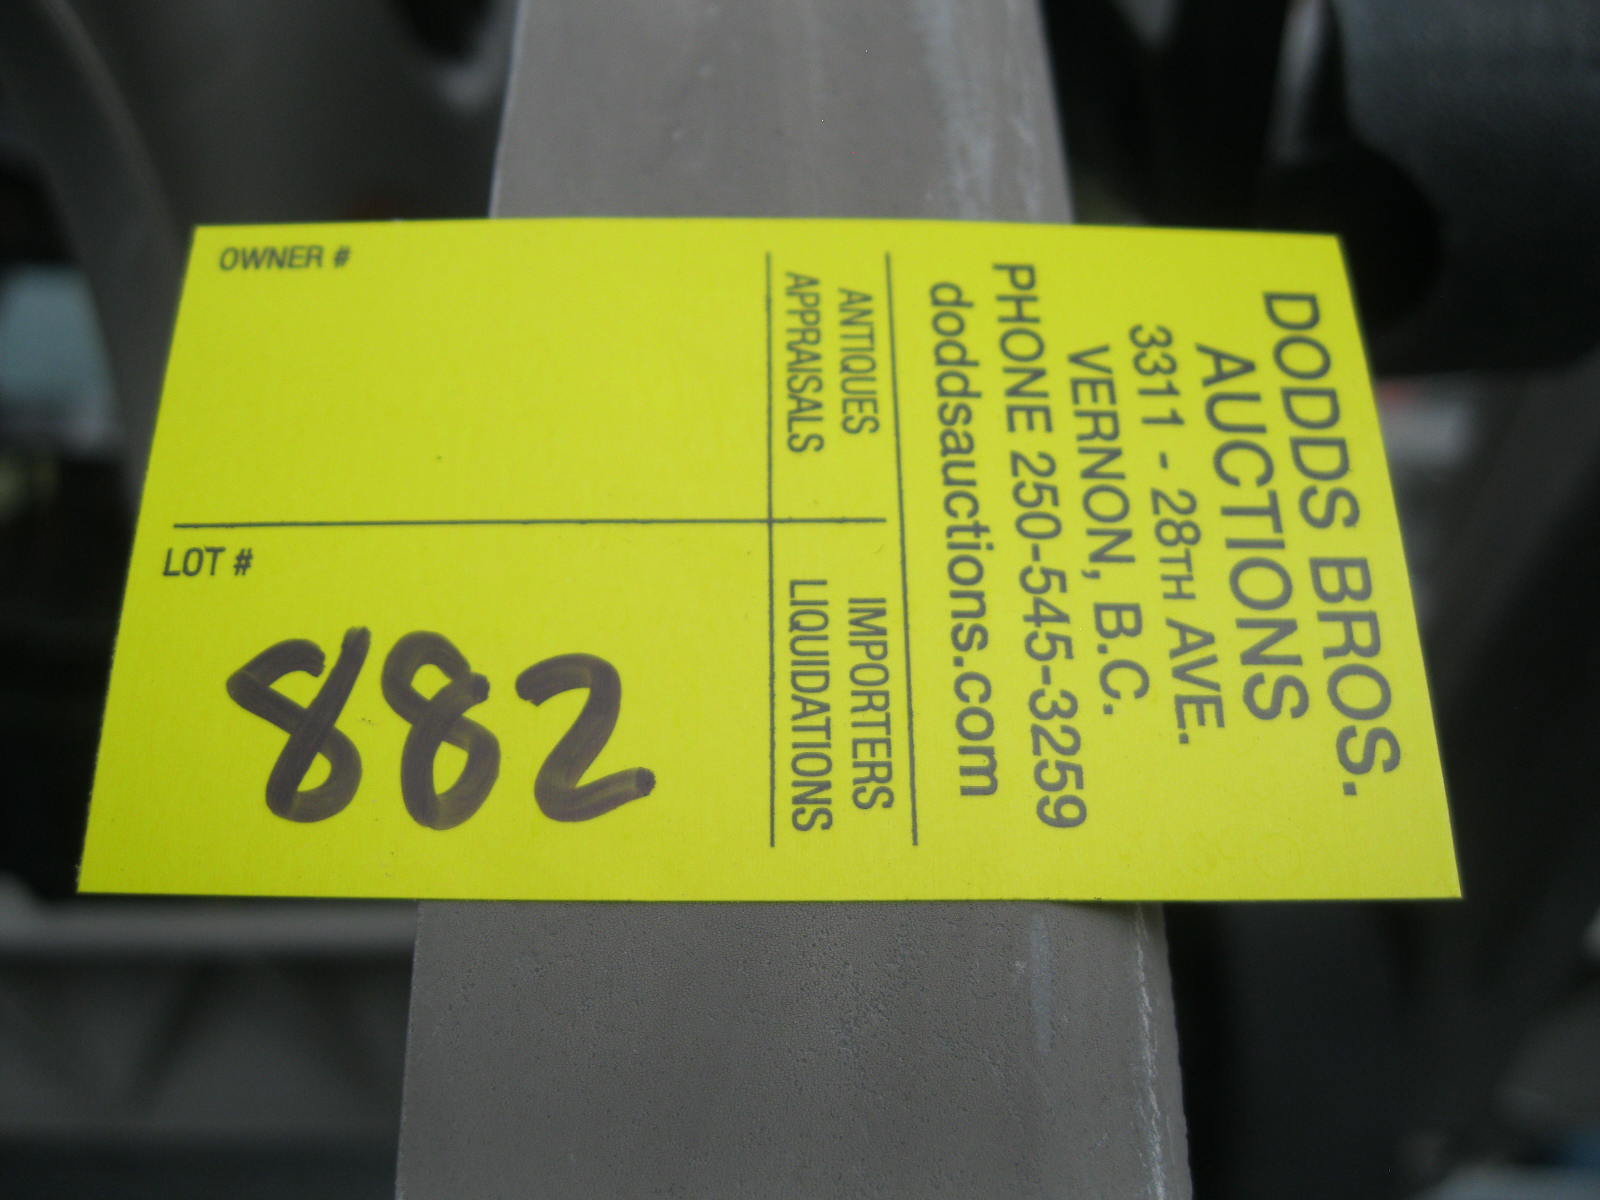 DODDS BROS.
AUCTIONS
3311 - 28TH AVE.
VERNON, B.C.
PHONE 250-545-3259
doddsauctions.com
ANTIQUES
APPRAISALS
IMPORTERS
LIQUIDATIONS
OWNER #
LOT #
882